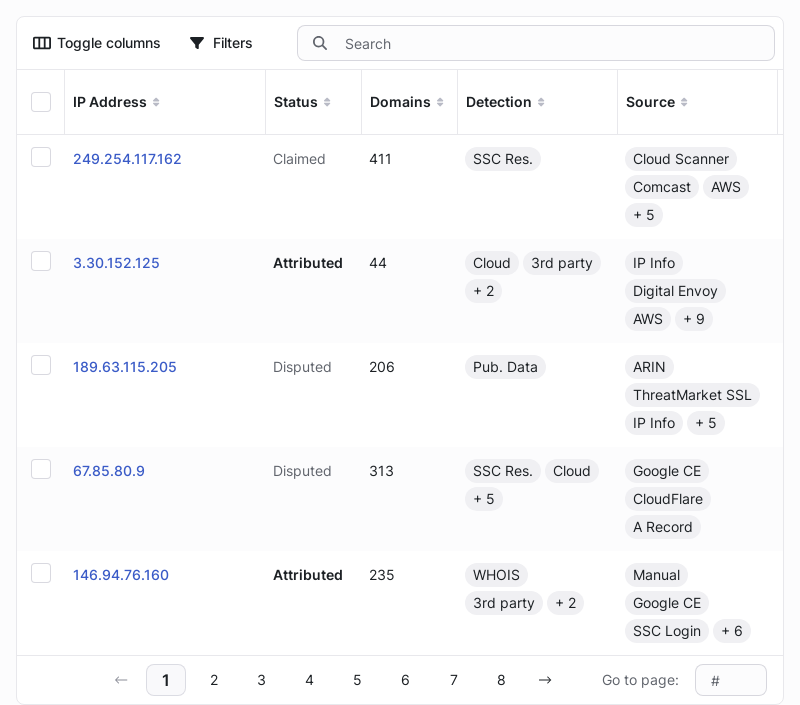 Toggle columns Filters Search
IP Address Status Domains Detection Source
249.254.117.162 Claimed 411 SSC Res. Cloud Scanner
Comcast AWS
+ 5
3.30.152.125 Attributed 44 Cloud 3rd party IP Info
+ 2 Digital Envoy
AWS + 9
189.63.115.205 Disputed 206 Pub. Data ARIN
ThreatMarket SSL
IP Info + 5
67.85.80.9 Disputed 313 SSC Res. Cloud Google CE
+ 5 CloudFlare
A Record
146.94.76.160 Attributed 235 WHOIS Manual
3rd party + 2 Google CE
SSC Login + 6
← 1 2 3 4 5 6 7 8 → Go to page: #